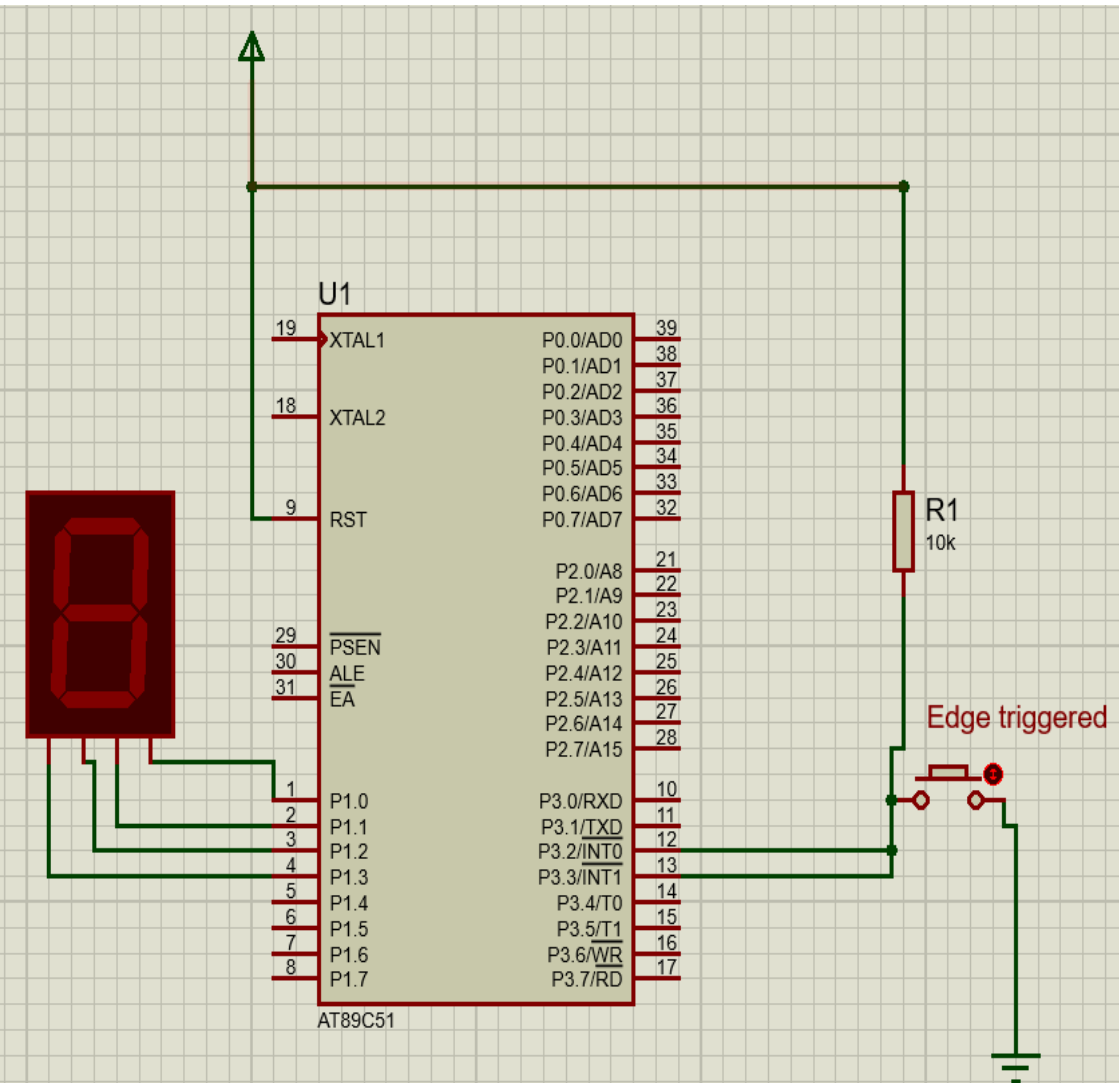 U1
19 XTAL1
18 XTAL2
9 RST
29 PSEN
30 ALE
31 EA
1 P1.0
2 P1.1
3 P1.2
4 P1.3
5 P1.4
6 P1.5
7 P1.6
8 P1.7
P0.0/AD0 39
P0.1/AD1 38
P0.2/AD2 37
P0.3/AD3 36
P0.4/AD4 35
P0.5/AD5 34
P0.6/AD6 33
P0.7/AD7 32
P2.0/A8 21
P2.1/A9 22
P2.2/A10 23
P2.3/A11 24
P2.4/A12 25
P2.5/A13 26
P2.6/A14 27
P2.7/A15 28
P3.0/RXD 10
P3.1/TXD 11
P3.2/INT0 12
P3.3/INT1 13
P3.4/T0 14
P3.5/T1 15
P3.6/WR 16
P3.7/RD 17
AT89C51
R1
10k
Edge triggered